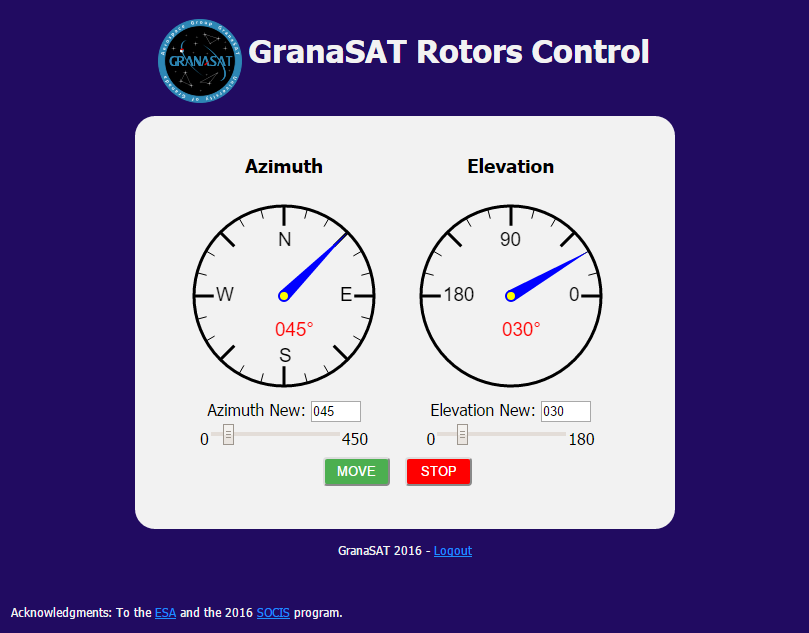 Aerospace Group GranaSAT
GRANASAT
University of Granada
GranaSAT Rotors Control
Azimuth
Elevation
N
W
E
045°
S
90
180
0
030°
Azimuth New: 045
0
450
Elevation New: 030
0
180
MOVE
STOP
GranaSAT 2016 - Logout
Acknowledgments: To the ESA and the 2016 SOCIS program.